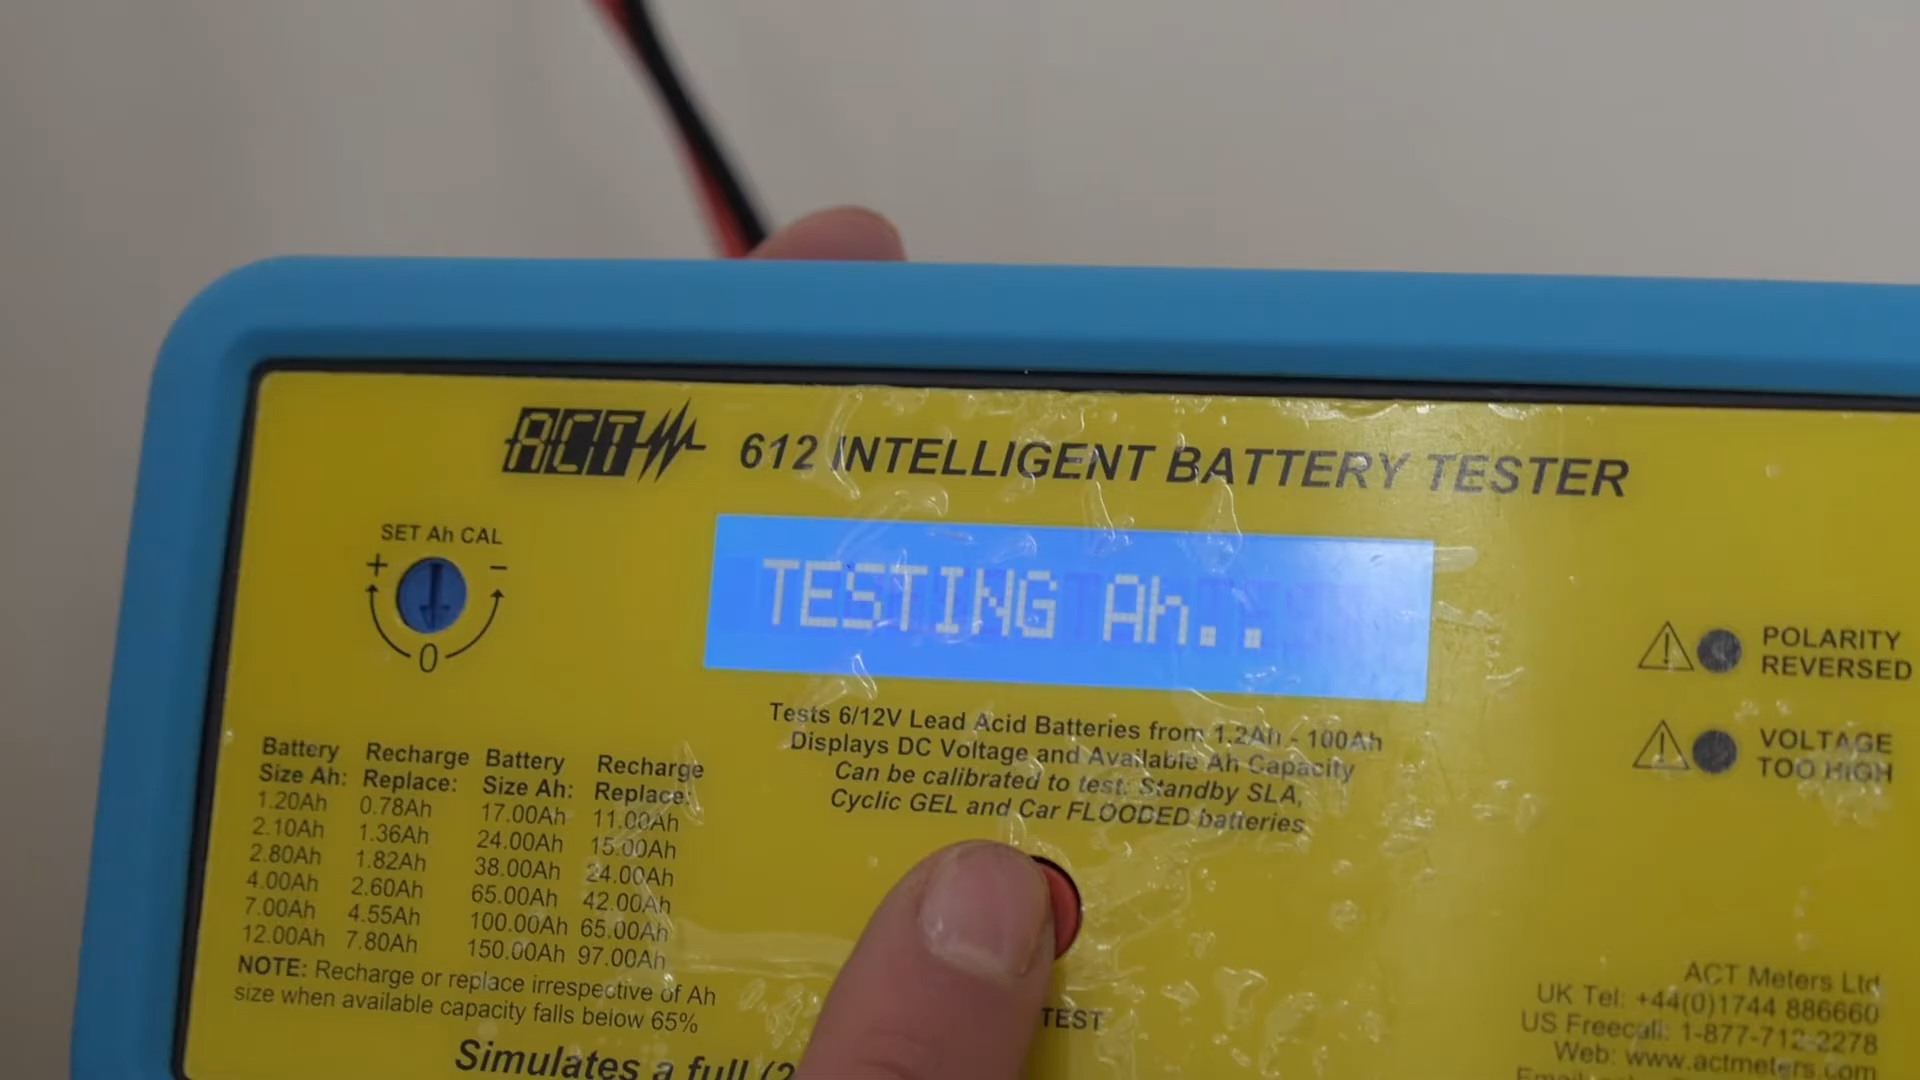 ACT 612 INTELLIGENT BATTERY TESTER
SET Ah CAL
+ −
0
TESTING Ah..
POLARITY
REVERSED
VOLTAGE
TOO HIGH
Tests 6/12V Lead Acid Batteries from 1.2Ah - 100Ah
Displays DC Voltage and Available Ah Capacity
Can be calibrated to test: Standby SLA,
Cyclic GEL and Car FLOODED batteries
Battery Recharge Battery Recharge
Size Ah: Replace: Size Ah: Replace:
1.20Ah 0.78Ah 17.00Ah 11.00Ah
2.10Ah 1.36Ah 24.00Ah 15.00Ah
2.80Ah 1.82Ah 38.00Ah 24.00Ah
4.00Ah 2.60Ah 65.00Ah 42.00Ah
7.00Ah 4.55Ah 100.00Ah 65.00Ah
12.00Ah 7.80Ah 150.00Ah 97.00Ah
NOTE: Recharge or replace irrespective of Ah
size when available capacity falls below 65%
Simulates a full (2
TEST
ACT Meters Ltd
UK Tel: +44(0)1744 886660
US Freecall: 1-877-712-2278
Web: www.actmeters.com